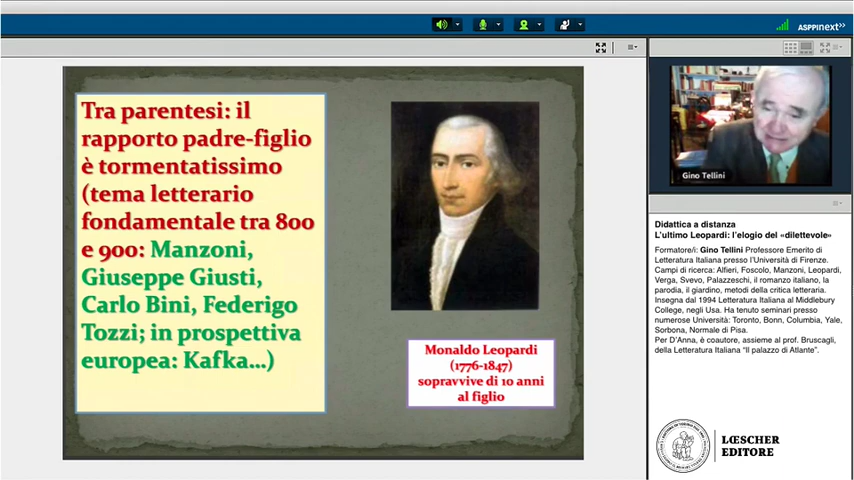 ASPPInext»
Tra parentesi: il
rapporto padre-figlio
è tormentatissimo
(tema letterario
fondamentale tra 800
e 900: Manzoni,
Giuseppe Giusti,
Carlo Bini, Federigo
Tozzi; in prospettiva
europea: Kafka...)
Monaldo Leopardi
(1776-1847)
sopravvive di 10 anni
al figlio
Gino Tellini
Didattica a distanza
L'ultimo Leopardi: l'elogio del «dilettevole»
Formatore/i: Gino Tellini Professore Emerito di
Letteratura Italiana presso l'Università di Firenze.
Campi di ricerca: Alfieri, Foscolo, Manzoni, Leopardi,
Verga, Svevo, Palazzeschi, il romanzo italiano, la
parodia, il giardino, metodi della critica letteraria.
Insegna dal 1994 Letteratura Italiana al Middlebury
College, negli Usa. Ha tenuto seminari presso
numerose Università: Toronto, Bonn, Columbia, Yale,
Sorbona, Normale di Pisa.
Per D'Anna, è coautore, assieme al prof. Bruscagli,
della Letteratura Italiana "Il palazzo di Atlante".
LŒSCHER
EDITORE